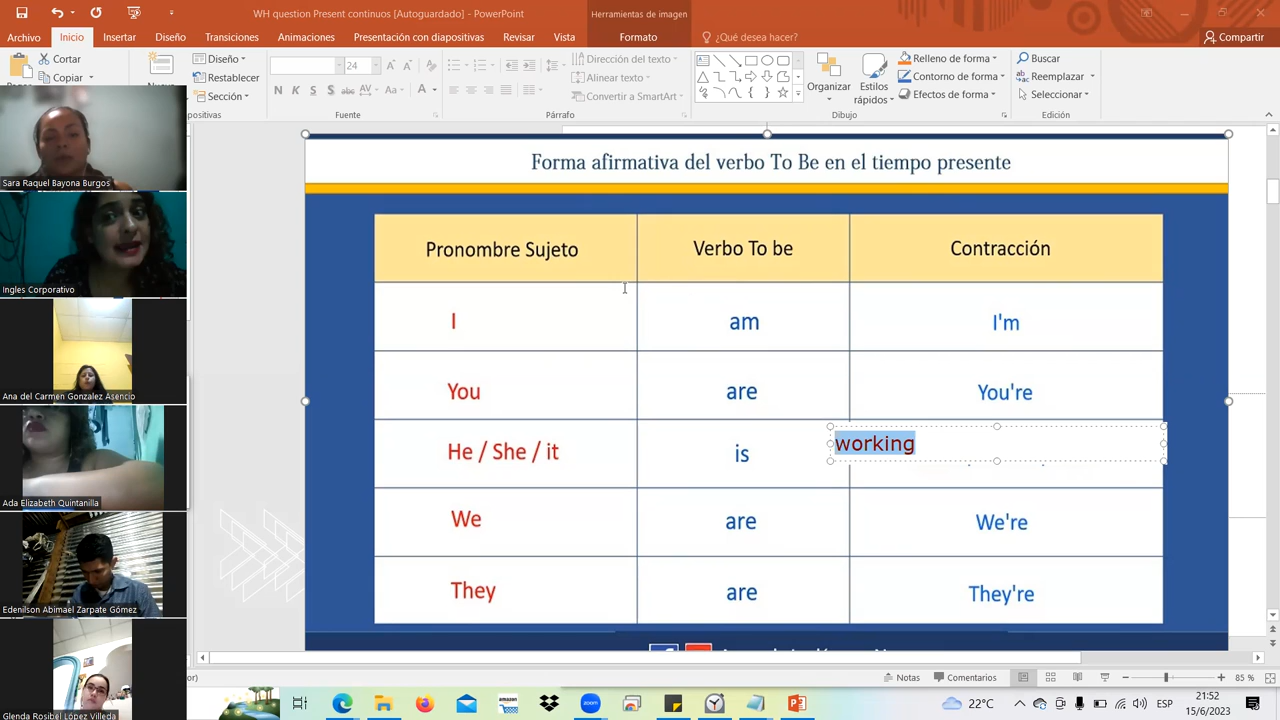 WH question Present continuos [Autoguardado] - PowerPoint
Herramientas de imagen
Archivo Inicio Insertar Diseño Transiciones Animaciones Presentación con diapositivas Revisar Vista Formato ¿Qué desea hacer? Compartir
Cortar
Copiar
Diseño
Restablecer
Sección
24
N K S S abc AV Aa A
Dirección del texto
Alinear texto
Convertir a SmartArt
Organizar
Estilos
rápidos
Relleno de forma
Contorno de forma
Efectos de forma
Buscar
Reemplazar
Seleccionar
Fuente Párrafo Dibujo Edición
Sara Raquel Bayona Burgos
Ingles Corporativo
Ana del Carmen Gonzalez Asencio
Ada Elizabeth Quintanilla
Edenilson Abimael Zarpate Gómez
Glenda Rosibel López Villeda
Forma afirmativa del verbo To Be en el tiempo presente
Pronombre Sujeto Verbo To be Contracción
I am I'm
You are You're
He / She / it is working
We are We're
They are They're
Notas Comentarios 85 %
22°C ESP 21:52
15/6/2023